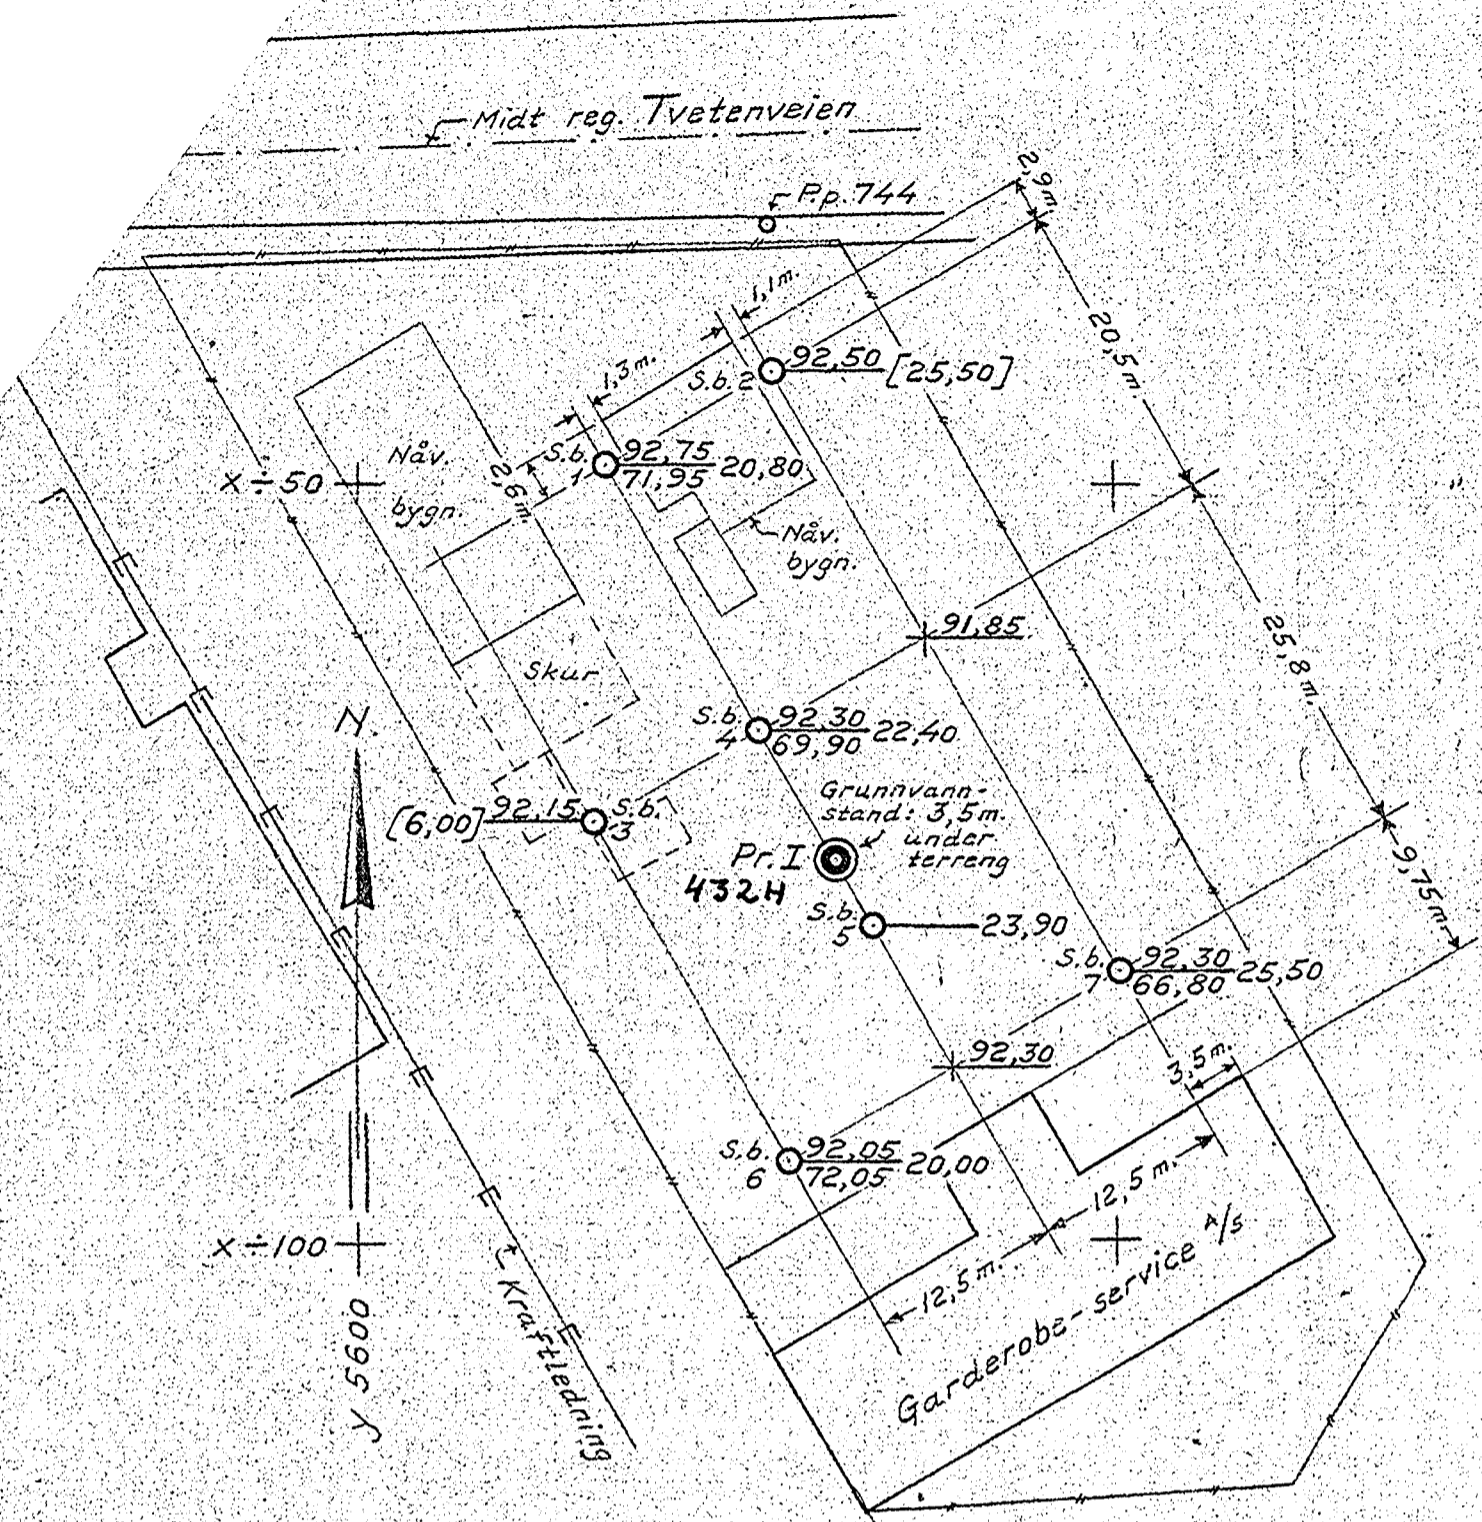 Midt reg. Tvetenveien
P.p. 744
2,9 m.
1,1 m.
20,5 m.
1,3 m.
S.b. 2 92,50 [25,50]
S.b. 1 92,75 20,80
71,95
2,6 m.
Nåv.
bygn.
x÷50
Nåv.
bygn.
91,85
25,8 m.
Skur
N.
S.b. 4 92,30 22,40
69,90
[6,00] 92,15 S.b. 3
Grunnvann-
stand: 3,5 m.
under
terreng
Pr. I
432H
S.b. 5 23,90
9,75 m.
S.b. 7 92,30 25,50
66,80
92,30
3,5 m.
S.b. 6 92,05 20,00
72,05
12,5 m.
12,5 m.
x÷100
y 5600
Kraftledning
Garderobe-service A/S